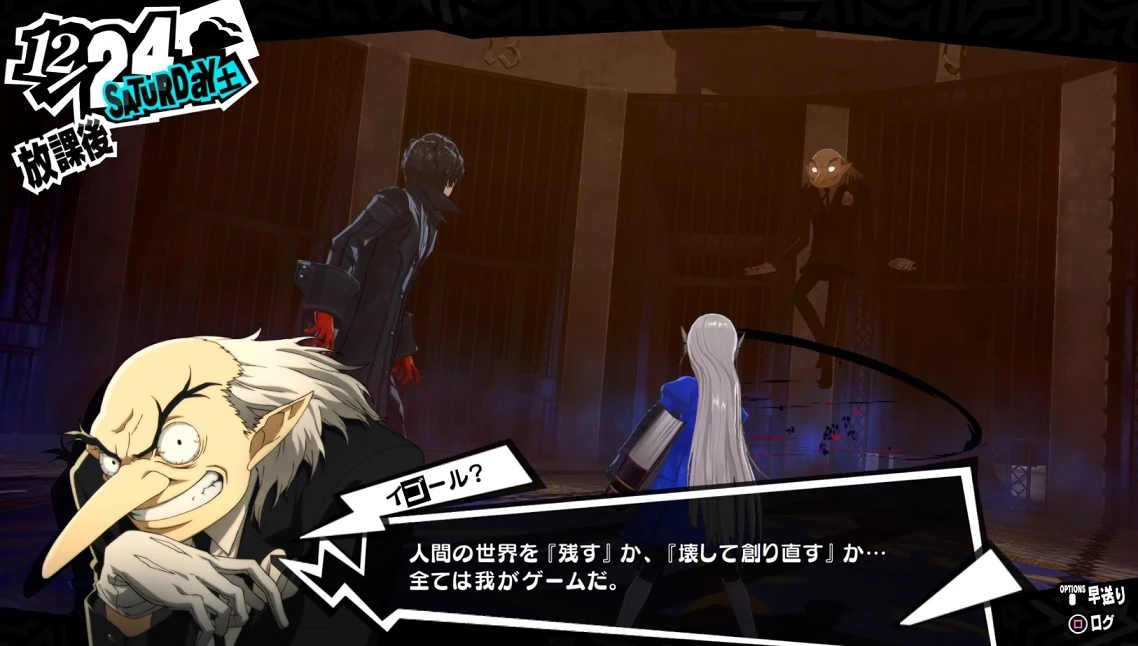 12/24
SATURDAY土
放課後
イゴール?
人間の世界を『残す』か、『壊して創り直す』か…
全ては我がゲームだ。
OPTIONS 早送り
ログ